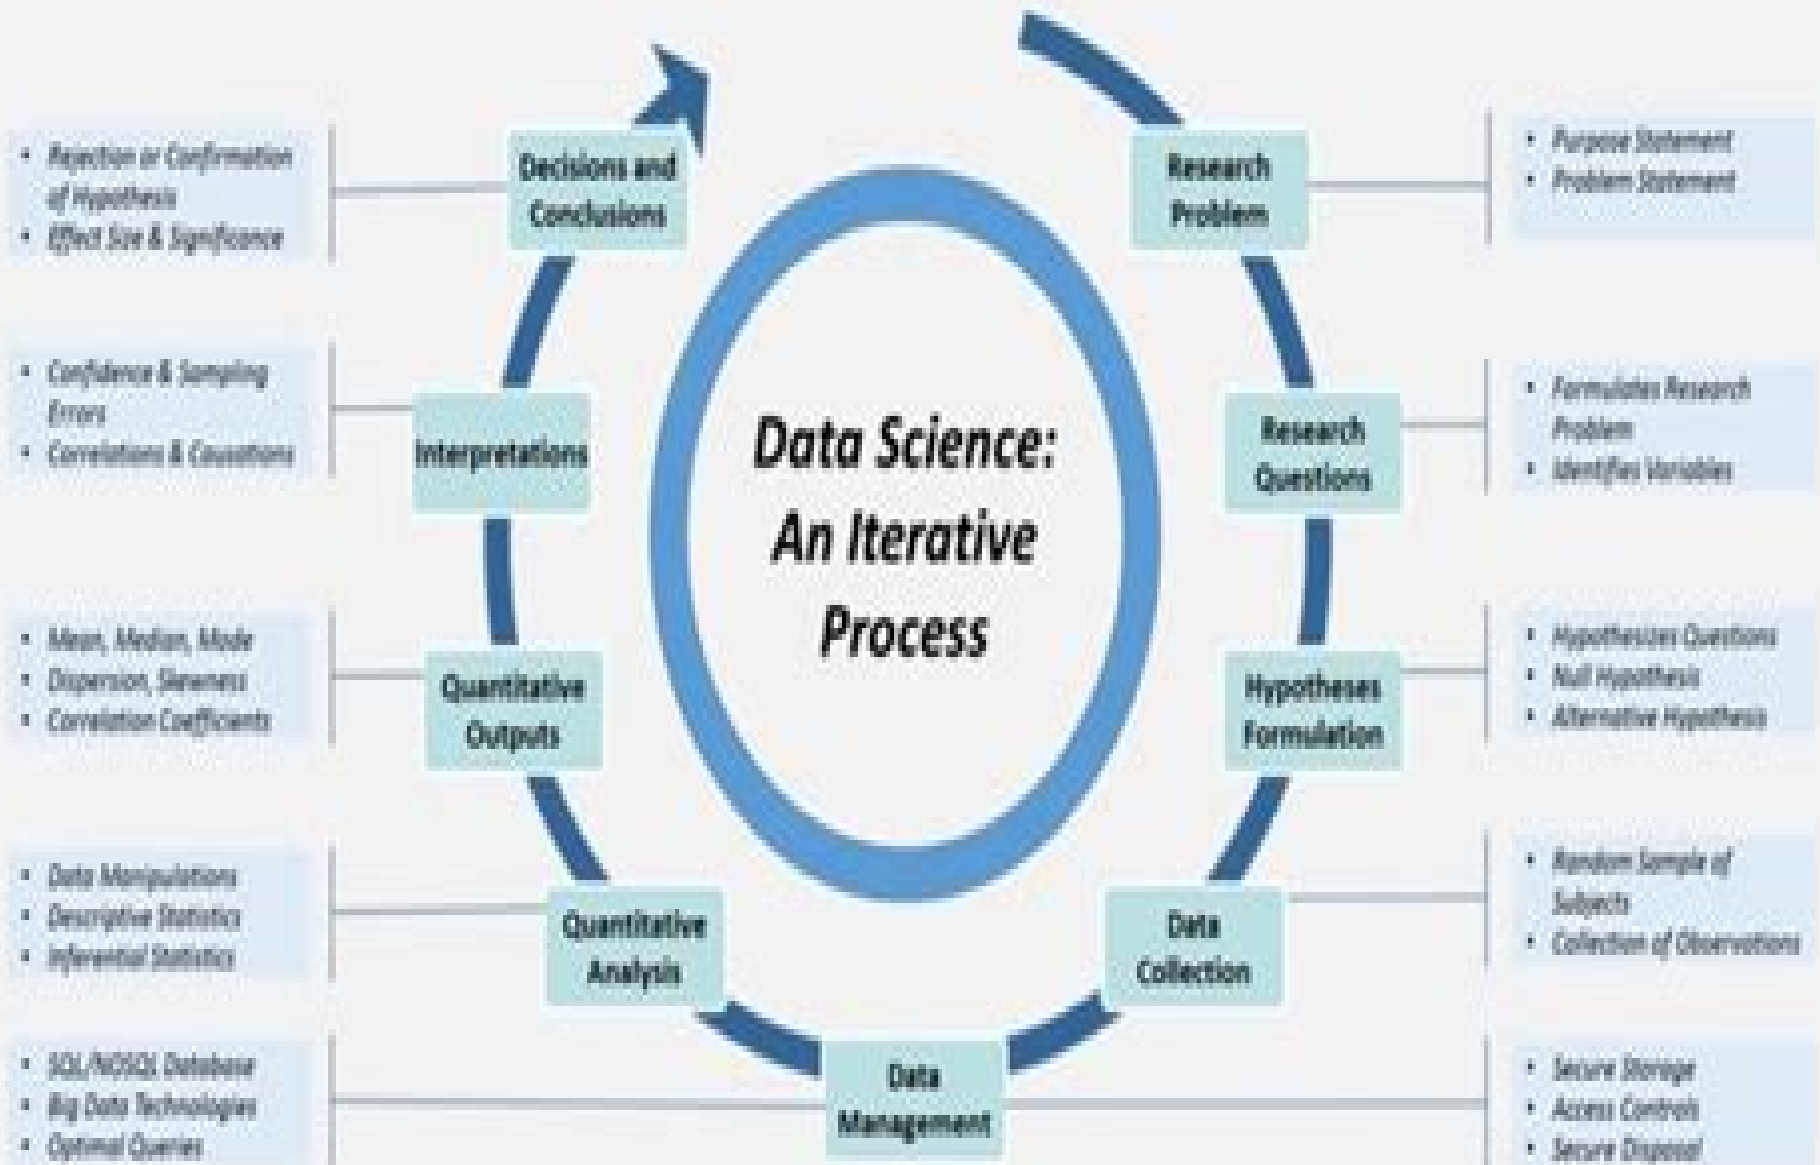 Data Science:
An Iterative
Process
Research
Problem
• Purpose Statement
• Problem Statement
Research
Questions
• Formulates Research
Problem
• Identifies Variables
Hypotheses
Formulation
• Hypothesizes Questions
• Null Hypothesis
• Alternative Hypothesis
Data
Collection
• Random Sample of
Subjects
• Collection of Observations
Data
Management
• Secure Storage
• Access Controls
• Secure Disposal
• SQL/NOSQL Database
• Big Data Technologies
• Optimal Queries
Quantitative
Analysis
• Data Manipulations
• Descriptive Statistics
• Inferential Statistics
Quantitative
Outputs
• Mean, Median, Mode
• Dispersion, Skewness
• Correlation Coefficients
Interpretations
• Confidence & Sampling
Errors
• Correlations & Causations
Decisions and
Conclusions
• Rejection or Confirmation
of Hypothesis
• Effect Size & Significance